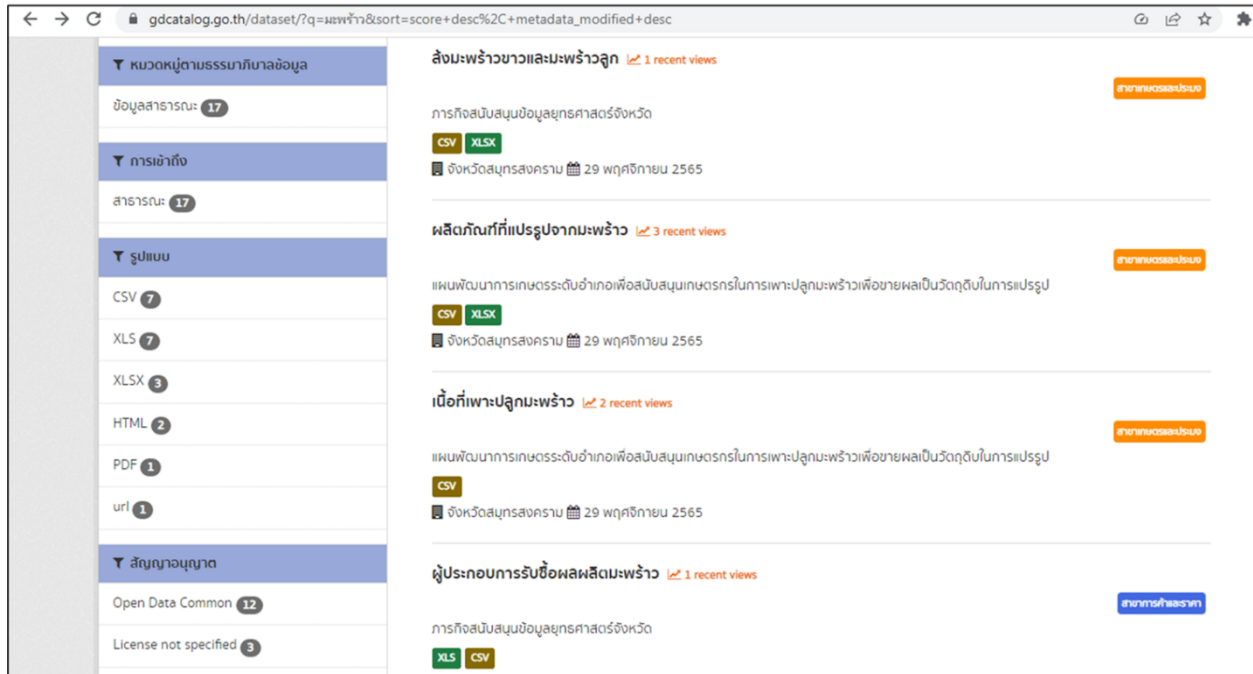 gdcatalog.go.th/dataset/?q=มะพร้าว&sort=score+desc%2C+metadata_modified+desc
หมวดหมู่ตามธรรมาภิบาลข้อมูล
ข้อมูลสาธารณะ 17
การเข้าถึง
สาธารณะ 17
รูปแบบ
CSV 7
XLS 7
XLSX 3
HTML 2
PDF 1
url 1
สัญญาอนุญาต
Open Data Common 12
License not specified 3
ล้งมะพร้าวขาวและมะพร้าวลูก 1 recent views
สาขาเกษตรและประมง
ภารกิจสนับสนุนข้อมูลยุทธศาสตร์จังหวัด
CSV XLSX
จังหวัดสมุทรสงคราม 29 พฤศจิกายน 2565
ผลิตภัณฑ์ที่แปรรูปจากมะพร้าว 3 recent views
สาขาเกษตรและประมง
แผนพัฒนาการเกษตรระดับอำเภอเพื่อสนับสนุนเกษตรกรในการเพาะปลูกมะพร้าวเพื่อขายผลเป็นวัตถุดิบในการแปรรูป
CSV XLSX
จังหวัดสมุทรสงคราม 29 พฤศจิกายน 2565
เนื้อที่เพาะปลูกมะพร้าว 2 recent views
สาขาเกษตรและประมง
แผนพัฒนาการเกษตรระดับอำเภอเพื่อสนับสนุนเกษตรกรในการเพาะปลูกมะพร้าวเพื่อขายผลเป็นวัตถุดิบในการแปรรูป
CSV
จังหวัดสมุทรสงคราม 29 พฤศจิกายน 2565
ผู้ประกอบการรับซื้อผลผลิตมะพร้าว 1 recent views
สาขาการค้าและราคา
ภารกิจสนับสนุนข้อมูลยุทธศาสตร์จังหวัด
XLS CSV